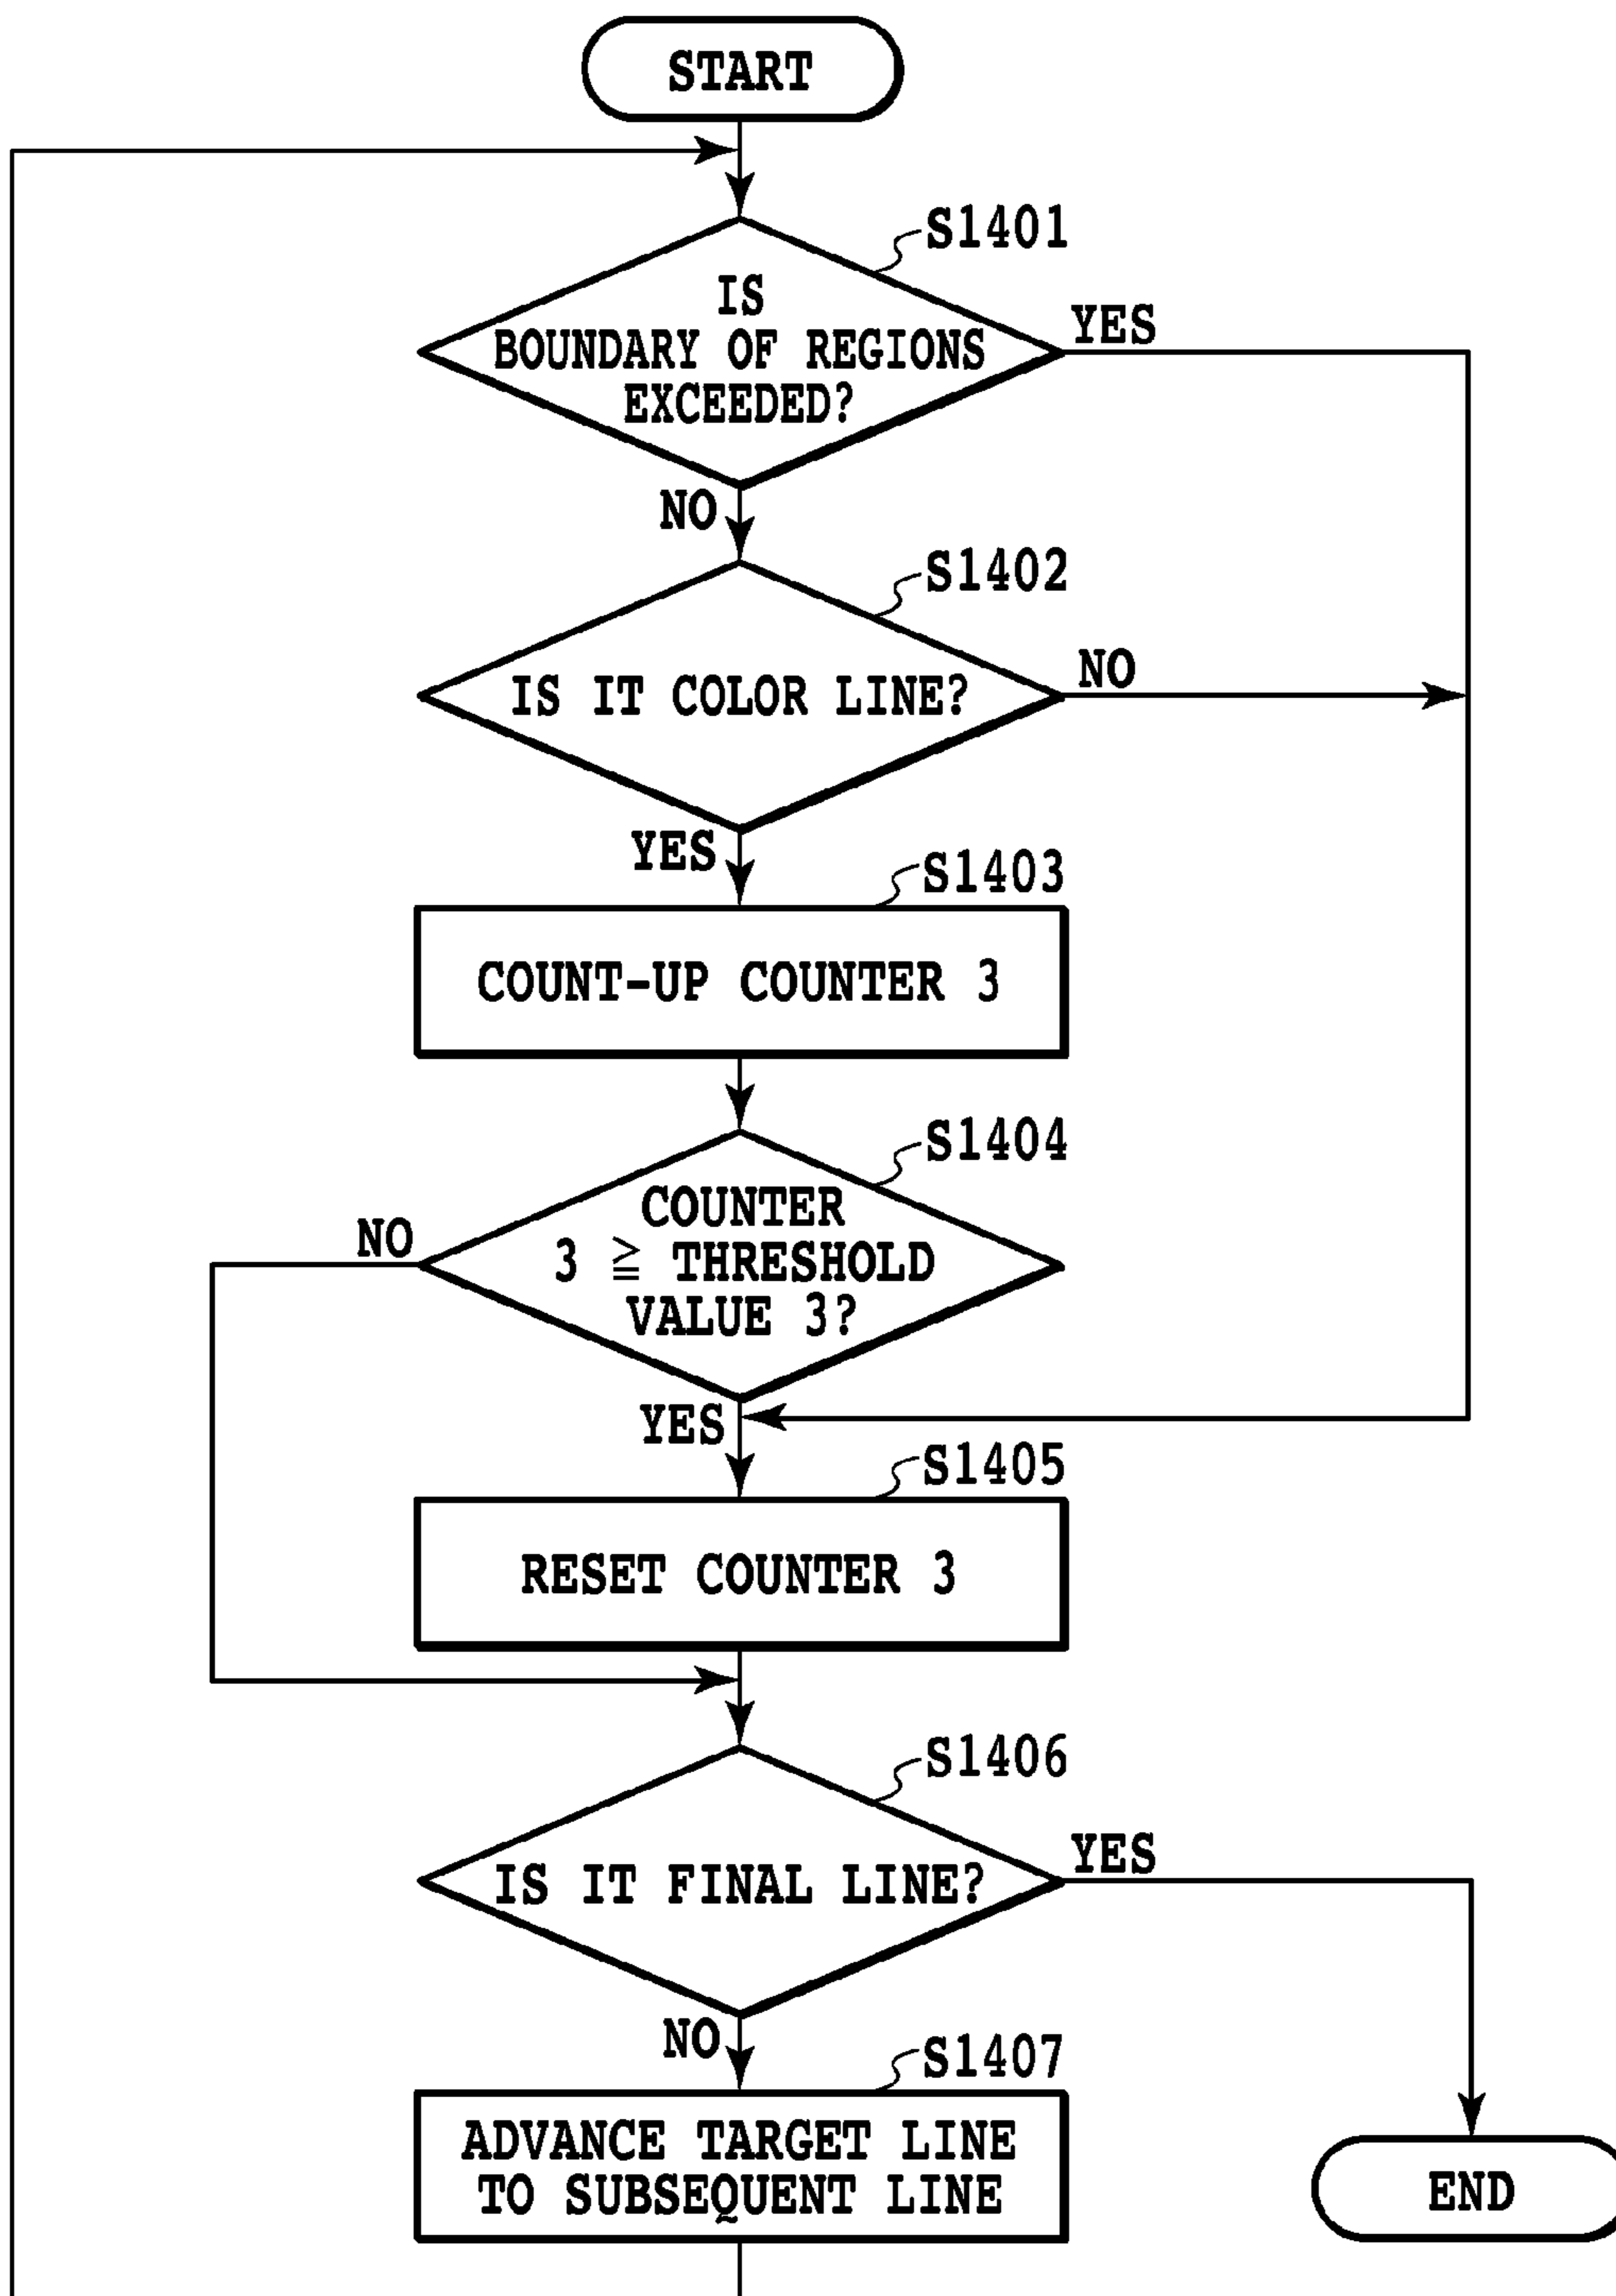 START
S1401
IS
BOUNDARY OF REGIONS
EXCEEDED?
YES
NO
S1402
IS IT COLOR LINE?
NO
YES
S1403
COUNT-UP COUNTER 3
S1404
COUNTER
3 ≧ THRESHOLD
VALUE 3?
NO
YES
S1405
RESET COUNTER 3
S1406
IS IT FINAL LINE?
YES
NO
S1407
ADVANCE TARGET LINE
TO SUBSEQUENT LINE
END